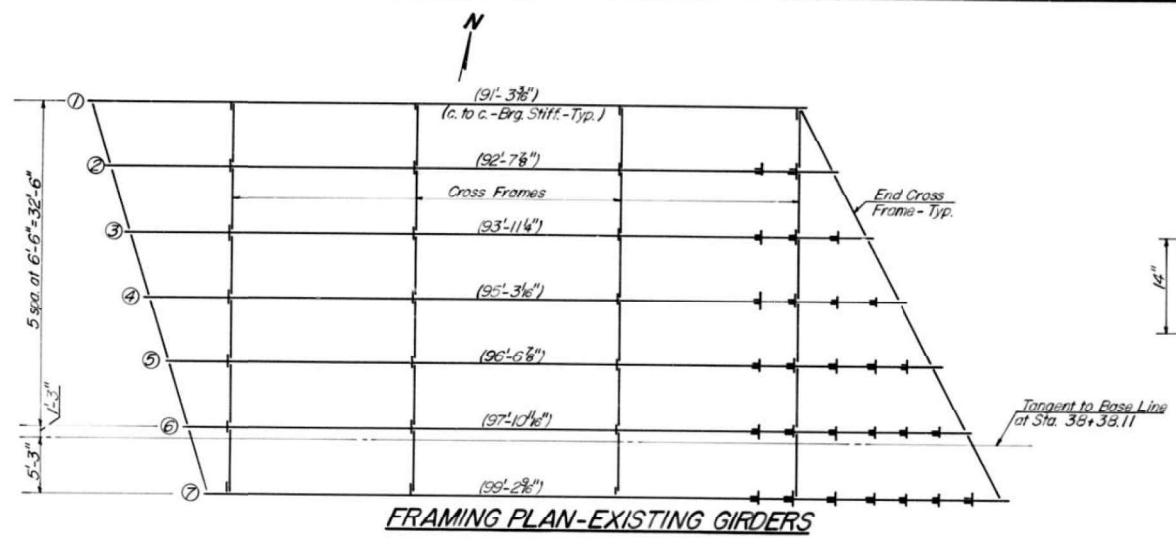 N
①
(91'-3 3/16")
(c. to c.-Brg. Stiff.-Typ.)
②
(92'-7 7/8")
Cross Frames
End Cross
Frame-Typ.
③
(93'-11 1/4")
5 spa. at 6'-6"=32'-6"
14"
④
(95'-3 1/16")
⑤
(96'-6 7/8")
1'-3"
Tangent to Base Line
at Sta. 38+38.11
⑥
(97'-10 11/16")
5'-3"
⑦
(99'-2 9/16")
FRAMING PLAN-EXISTING GIRDERS